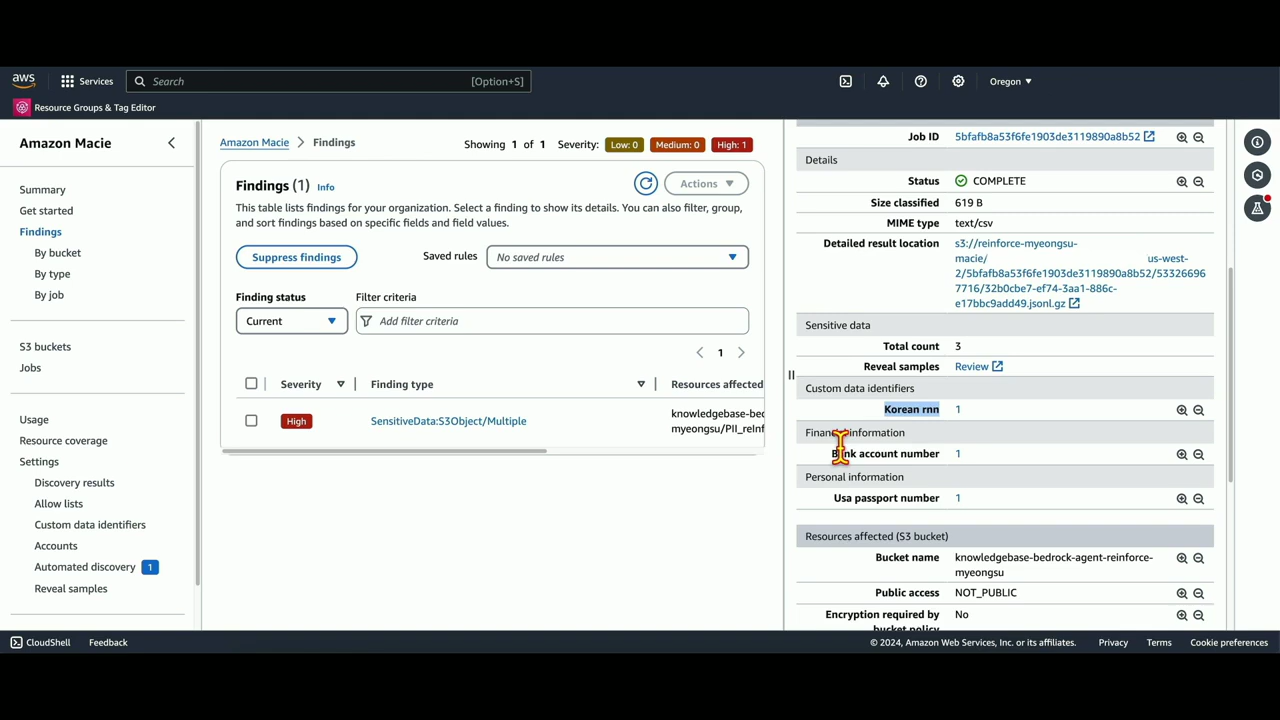 aws
Services
Search
[Option+S]
Oregon
Resource Groups & Tag Editor
Amazon Macie
Summary
Get started
Findings
By bucket
By type
By job
S3 buckets
Jobs
Usage
Resource coverage
Settings
Discovery results
Allow lists
Custom data identifiers
Accounts
Automated discovery 1
Reveal samples
Amazon Macie
Findings
Showing 1 of 1
Severity:
Low: 0
Medium: 0
High: 1
Findings (1)
Info
Actions
This table lists findings for your organization. Select a finding to show its details. You can also filter, group,
and sort findings based on specific fields and field values.
Suppress findings
Saved rules
No saved rules
Finding status
Filter criteria
Current
Add filter criteria
1
Severity
Finding type
Resources affected
High
SensitiveData:S3Object/Multiple
Job ID
5bfafb8a53f6fe1903de3119890a8b52
Details
Status
COMPLETE
Size classified
619 B
MIME type
text/csv
Detailed result location
s3://reinforce-myeongsu-
macie/ us-west-
2/5bfafb8a53f6fe1903de3119890a8b52/53326696
7716/32b0cbe7-ef74-3aa1-886c-
e17bbc9add49.jsonl.gz
Sensitive data
Total count
3
Reveal samples
Review
Custom data identifiers
Korean rnn
1
Financial information
Bank account number
1
Personal information
Usa passport number
1
Resources affected (S3 bucket)
Bucket name
knowledgebase-bedrock-agent-reinforce-
myeongsu
Public access
NOT_PUBLIC
Encryption required by
bucket policy
No
CloudShell
Feedback
© 2024, Amazon Web Services, Inc. or its affiliates.
Privacy
Terms
Cookie preferences